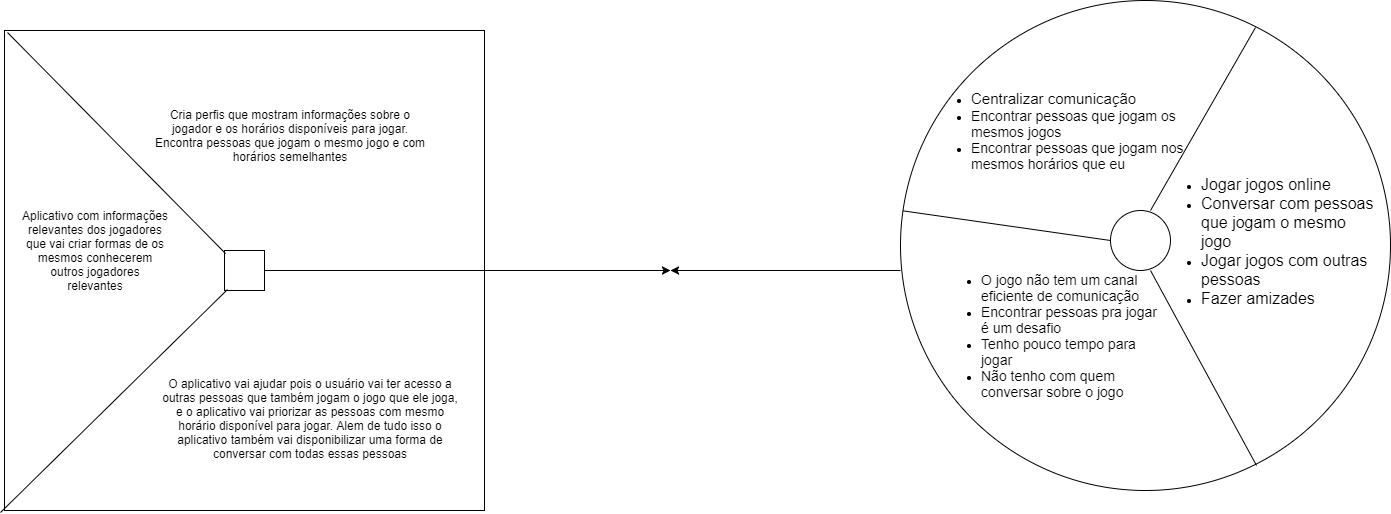 Cria perfis que mostram informações sobre o
jogador e os horários disponíveis para jogar.
Encontra pessoas que jogam o mesmo jogo e com
horários semelhantes
Aplicativo com informações
relevantes dos jogadores
que vai criar formas de os
mesmos conhecerem
outros jogadores
relevantes
O aplicativo vai ajudar pois o usuário vai ter acesso a
outras pessoas que também jogam o jogo que ele joga,
e o aplicativo vai priorizar as pessoas com mesmo
horário disponível para jogar. Alem de tudo isso o
aplicativo também vai disponibilizar uma forma de
conversar com todas essas pessoas
• Centralizar comunicação
• Encontrar pessoas que jogam os
mesmos jogos
• Encontrar pessoas que jogam nos
mesmos horários que eu
• Jogar jogos online
• Conversar com pessoas
que jogam o mesmo
jogo
• Jogar jogos com outras
pessoas
• Fazer amizades
• O jogo não tem um canal
eficiente de comunicação
• Encontrar pessoas pra jogar
é um desafio
• Tenho pouco tempo para
jogar
• Não tenho com quem
conversar sobre o jogo